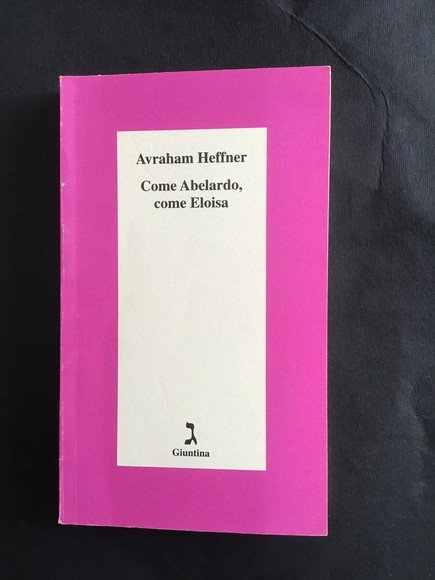 Avraham Heffner
Come Abelardo,
come Eloisa
ג
Giuntina